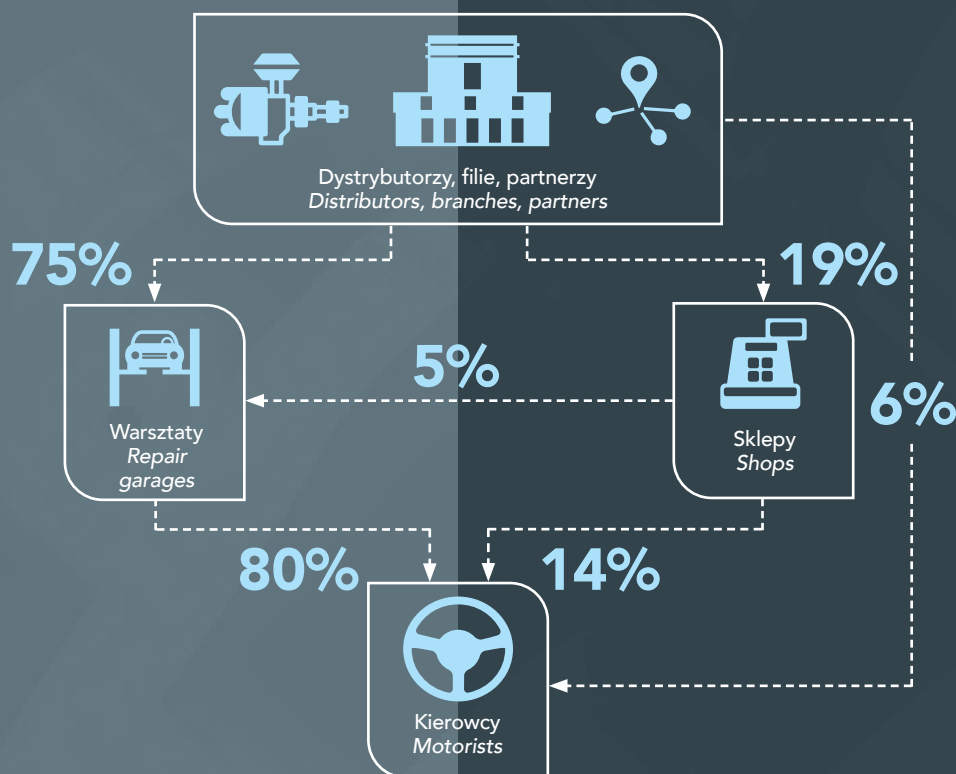 Dystrybutorzy, filie, partnerzy
Distributors, branches, partners
75%
19%
5%
6%
Warsztaty
Repair
garages
Sklepy
Shops
80%
14%
Kierowcy
Motorists